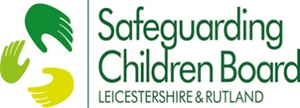 Safeguarding
Children Board
LEICESTERSHIRE & RUTLAND